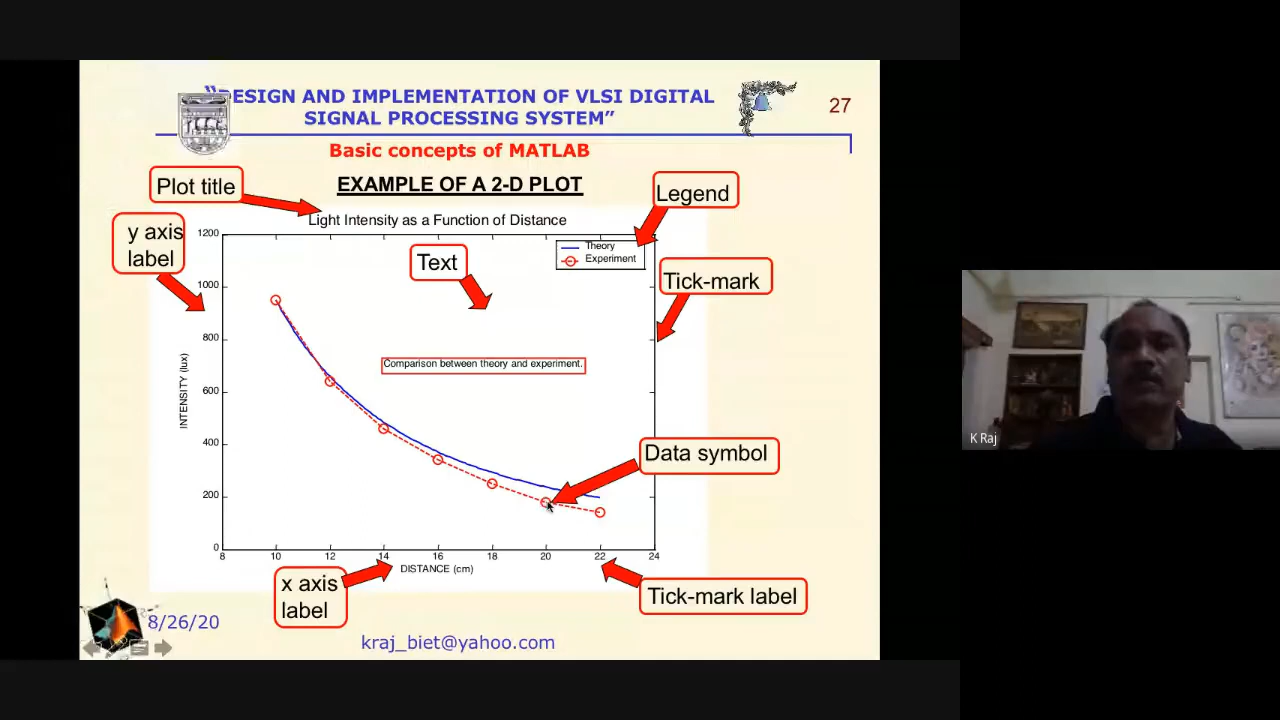 “DESIGN AND IMPLEMENTATION OF VLSI DIGITAL
SIGNAL PROCESSING SYSTEM”
27
Basic concepts of MATLAB
EXAMPLE OF A 2-D PLOT
Plot title
Legend
y axis
label
Light Intensity as a Function of Distance
Text
Theory
Experiment
Tick-mark
1200
1000
800
600
400
200
0
INTENSITY (lux)
Comparison between theory and experiment.
Data symbol
8 10 12 14 16 18 20 22 24
DISTANCE (cm)
x axis
label
Tick-mark label
8/26/20
kraj_biet@yahoo.com
K Raj